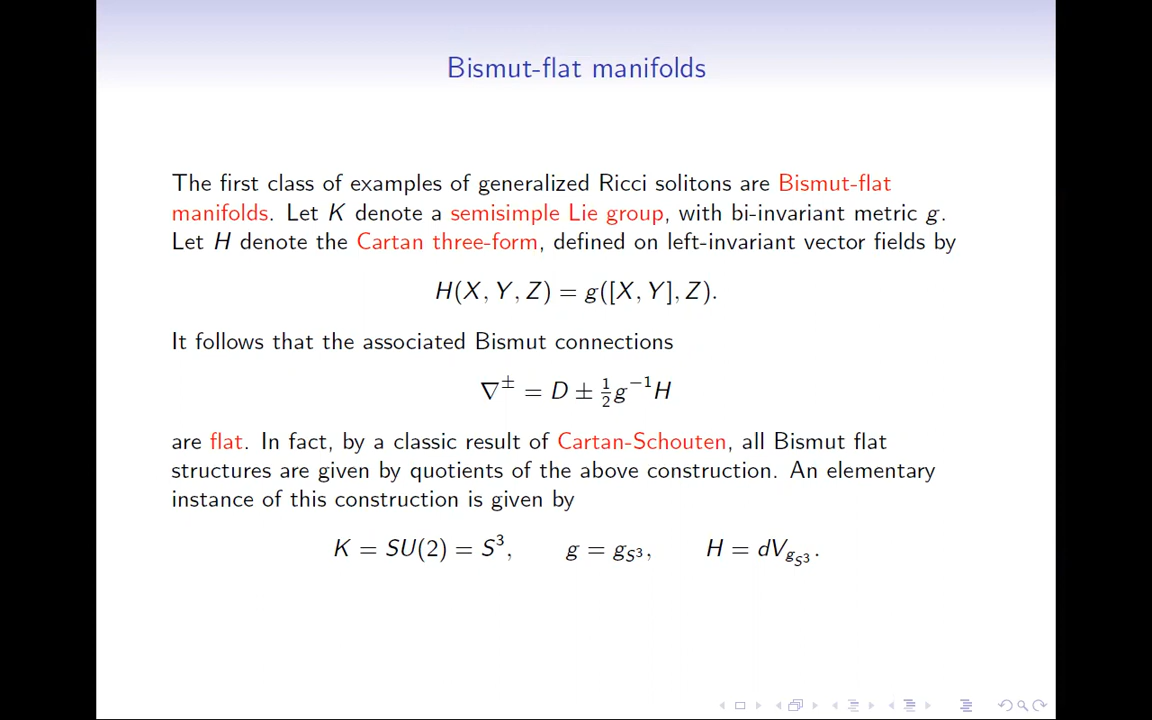 Bismut-flat manifolds
The first class of examples of generalized Ricci solitons are Bismut-flat
manifolds. Let K denote a semisimple Lie group, with bi-invariant metric g.
Let H denote the Cartan three-form, defined on left-invariant vector fields by
H(X, Y, Z) = g([X, Y], Z).
It follows that the associated Bismut connections
∇± = D ± ½g⁻¹H
are flat. In fact, by a classic result of Cartan-Schouten, all Bismut flat
structures are given by quotients of the above construction. An elementary
instance of this construction is given by
K = SU(2) = S³, g = g_{S³}, H = dV_{g_{S³}}.